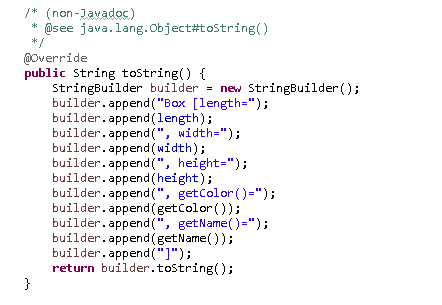 /* (non-Javadoc)
 * @see java.lang.Object#toString()
 */
@Override
public String toString() {
    StringBuilder builder = new StringBuilder();
    builder.append("Box [length=");
    builder.append(length);
    builder.append(", width=");
    builder.append(width);
    builder.append(", height=");
    builder.append(height);
    builder.append(", getColor()=");
    builder.append(getColor());
    builder.append(", getName()=");
    builder.append(getName());
    builder.append("]");
    return builder.toString();
}